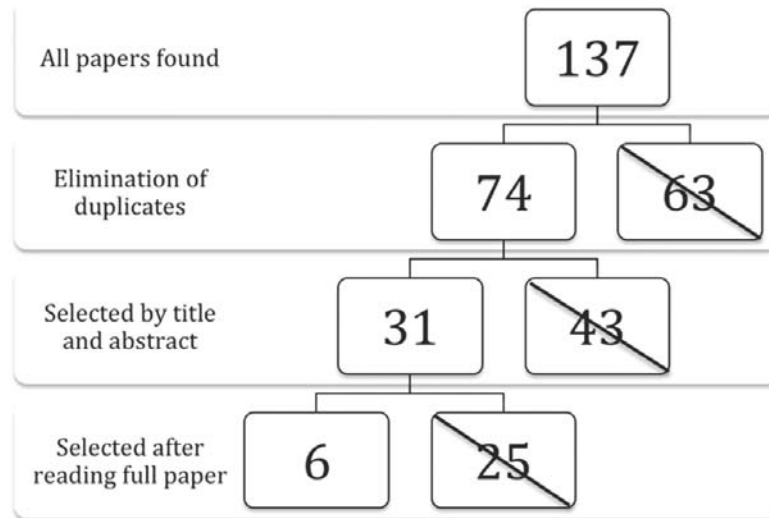 All papers found
137
Elimination of
duplicates
74
63
Selected by title
and abstract
31
43
Selected after
reading full paper
6
25